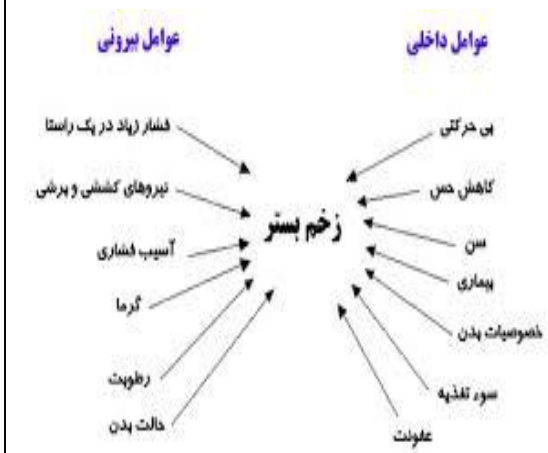 عوامل داخلی
عوامل بیرونی
بی حرکتی
کاهش حس
سن
بیماری
خصوصیات بدن
سوء تغذیه
عفونت
زخم بستر
فشار زیاد در یک راستا
نیروهای کششی و برشی
آسیب فشاری
گرما
رطوبت
حالت بدن